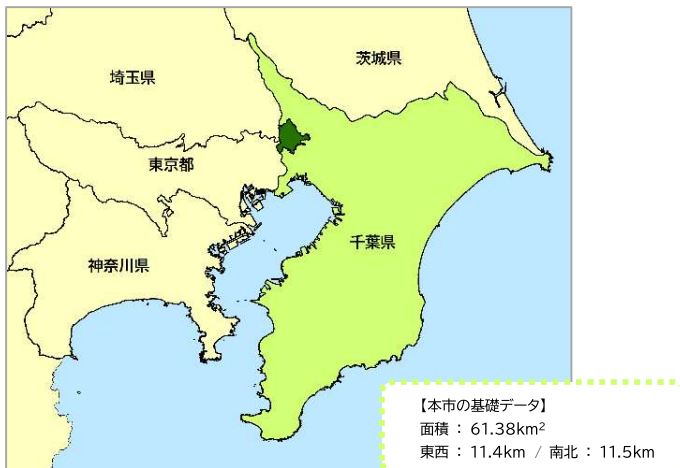 茨城県
埼玉県
東京都
千葉県
神奈川県
【本市の基礎データ】
面積 : 61.38km²
東西 : 11.4km / 南北 : 11.5km